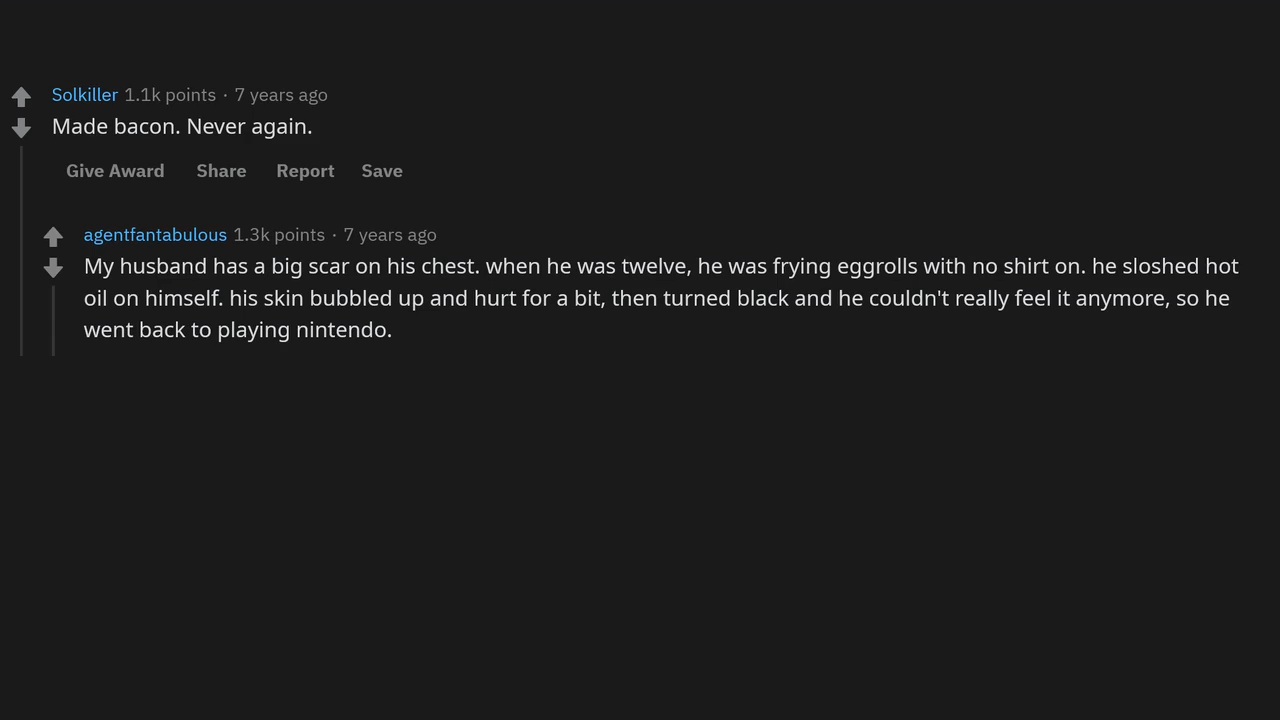 Solkiller 1.1k points · 7 years ago
Made bacon. Never again.
Give Award Share Report Save
agentfantabulous 1.3k points · 7 years ago
My husband has a big scar on his chest. when he was twelve, he was frying eggrolls with no shirt on. he sloshed hot
oil on himself. his skin bubbled up and hurt for a bit, then turned black and he couldn't really feel it anymore, so he
went back to playing nintendo.